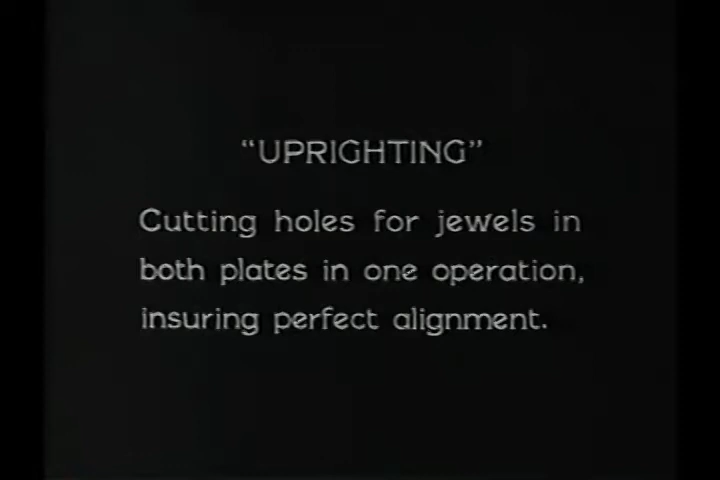 “UPRIGHTING”
Cutting holes for jewels in
both plates in one operation,
insuring perfect alignment.